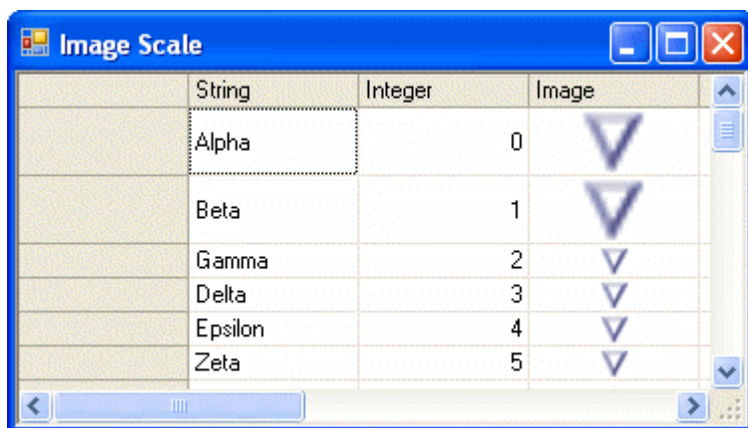 Image Scale
String Integer Image
Alpha 0
Beta 1
Gamma 2
Delta 3
Epsilon 4
Zeta 5